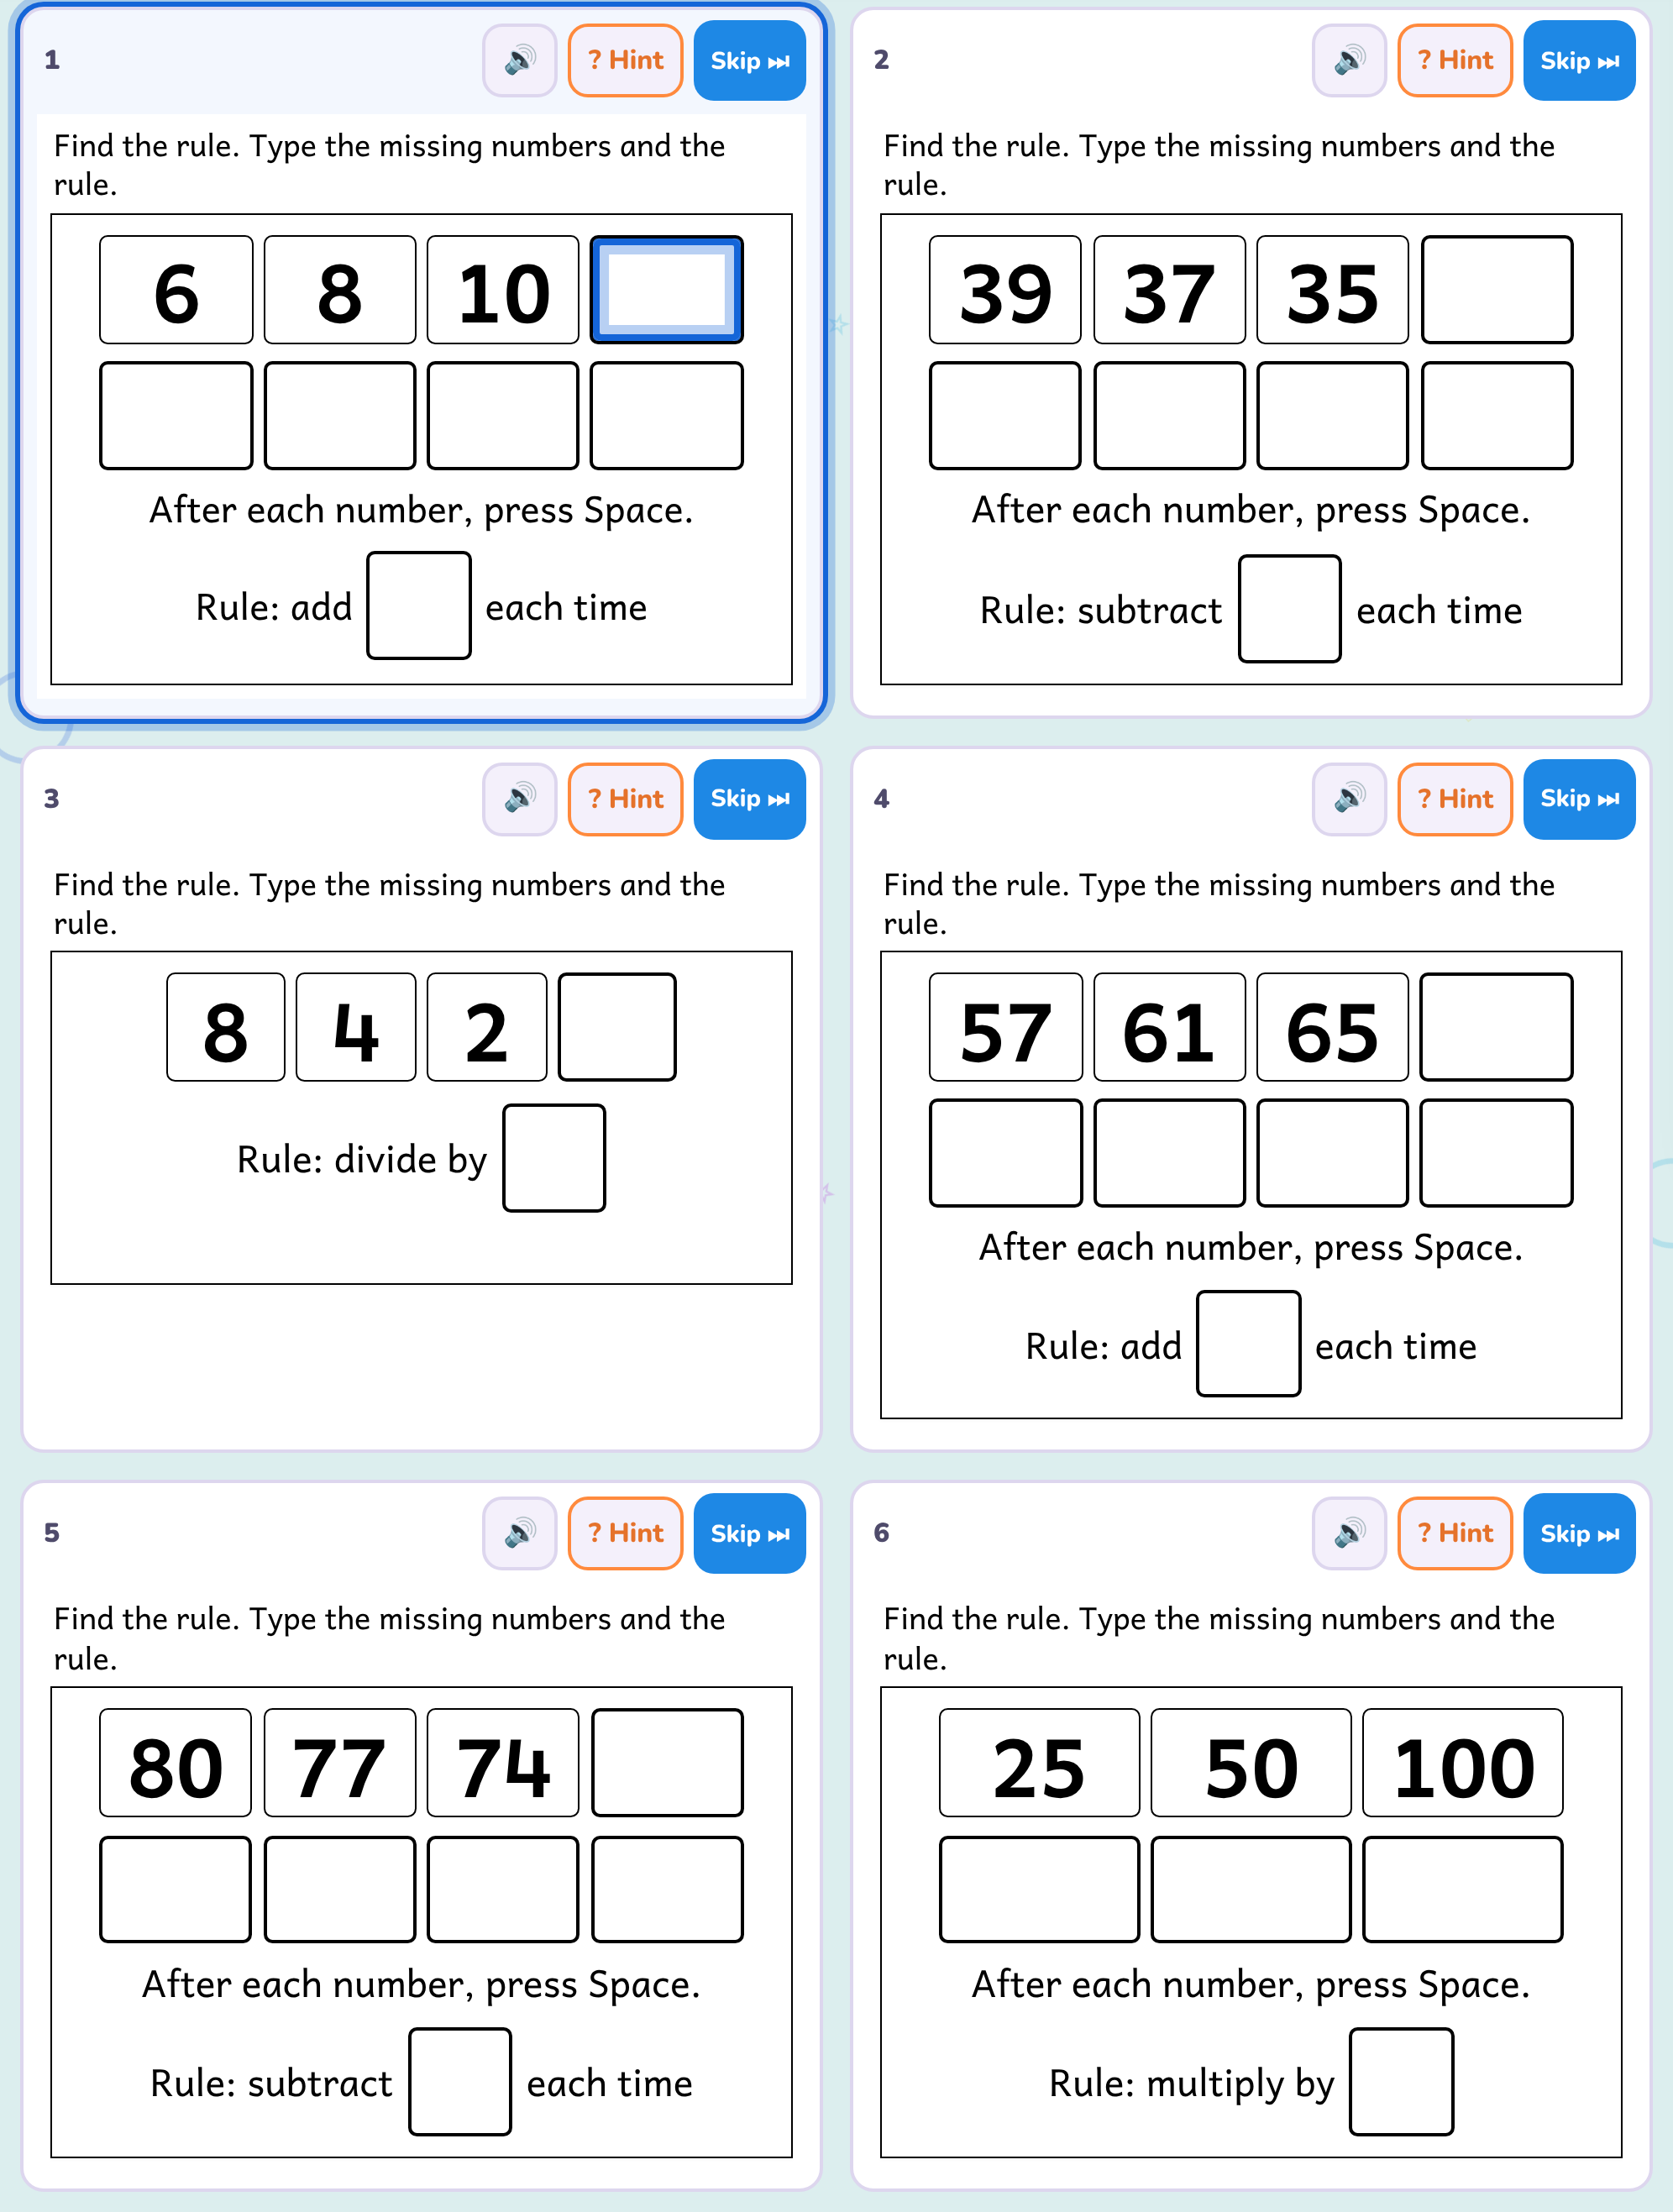 1
? Hint
Skip ⏭
Find the rule. Type the missing numbers and the
rule.
6 8 10
After each number, press Space.
Rule: add each time
2
? Hint
Skip ⏭
Find the rule. Type the missing numbers and the
rule.
39 37 35
After each number, press Space.
Rule: subtract each time
3
? Hint
Skip ⏭
Find the rule. Type the missing numbers and the
rule.
8 4 2
Rule: divide by
4
? Hint
Skip ⏭
Find the rule. Type the missing numbers and the
rule.
57 61 65
After each number, press Space.
Rule: add each time
5
? Hint
Skip ⏭
Find the rule. Type the missing numbers and the
rule.
80 77 74
After each number, press Space.
Rule: subtract each time
6
? Hint
Skip ⏭
Find the rule. Type the missing numbers and the
rule.
25 50 100
After each number, press Space.
Rule: multiply by